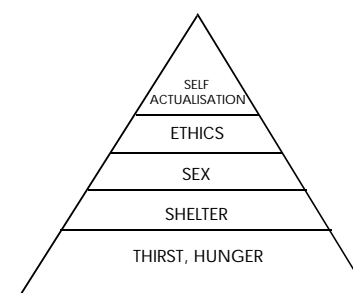 SELF
ACTUALISATION
ETHICS
SEX
SHELTER
THIRST, HUNGER